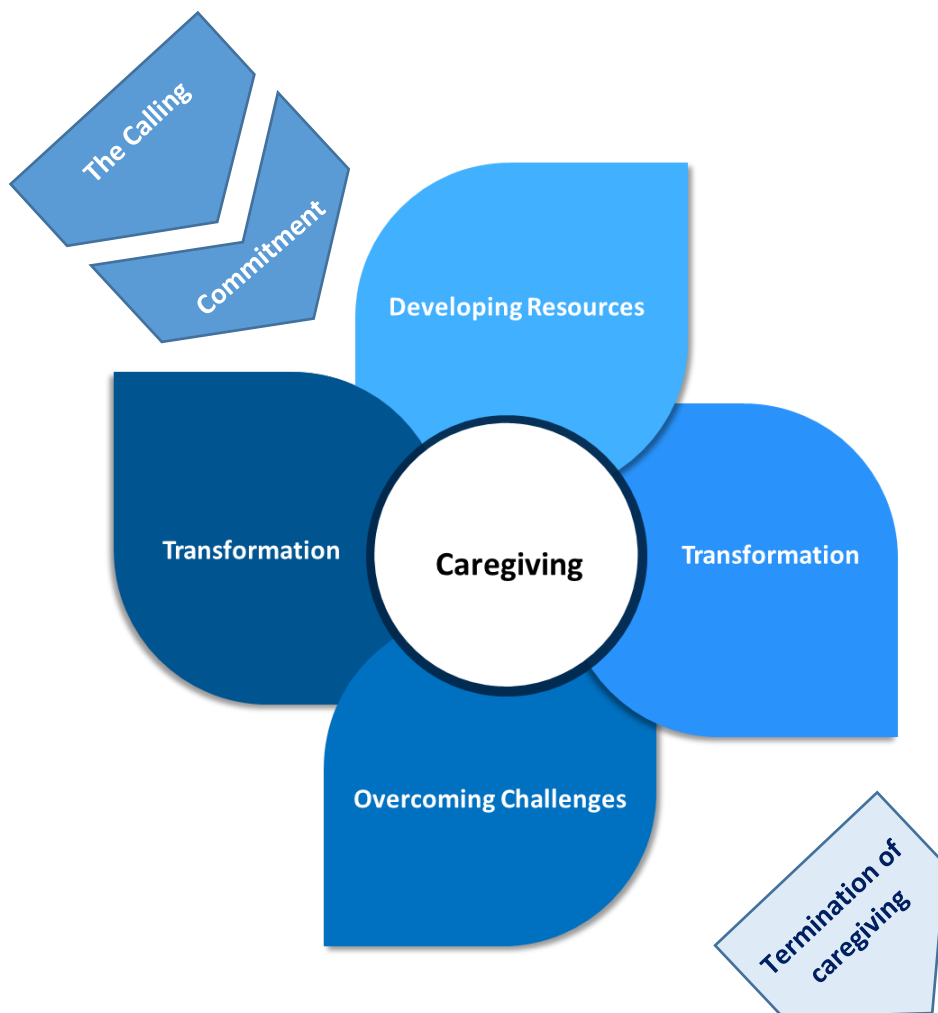 The Calling
Commitment
Developing Resources
Transformation
Caregiving
Transformation
Overcoming Challenges
Termination of
caregiving